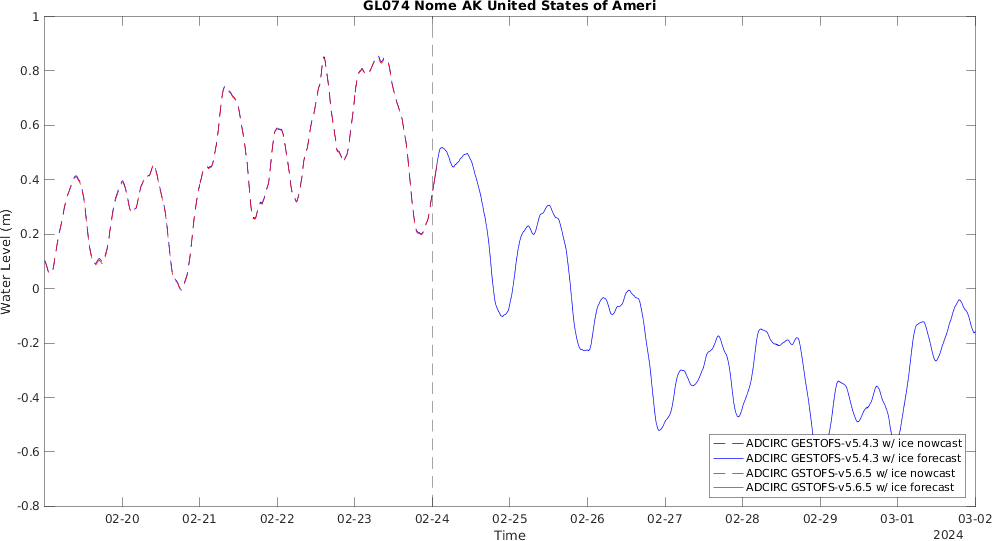 GL074 Nome AK United States of Ameri
1
0.8
0.6
0.4
0.2
0
-0.2
-0.4
-0.6
-0.8
Water Level (m)
ADCIRC GESTOFS-v5.4.3 w/ ice nowcast
ADCIRC GESTOFS-v5.4.3 w/ ice forecast
ADCIRC GSTOFS-v5.6.5 w/ ice nowcast
ADCIRC GSTOFS-v5.6.5 w/ ice forecast
02-20 02-21 02-22 02-23 02-24 02-25 02-26 02-27 02-28 02-29 03-01 03-02
Time
2024